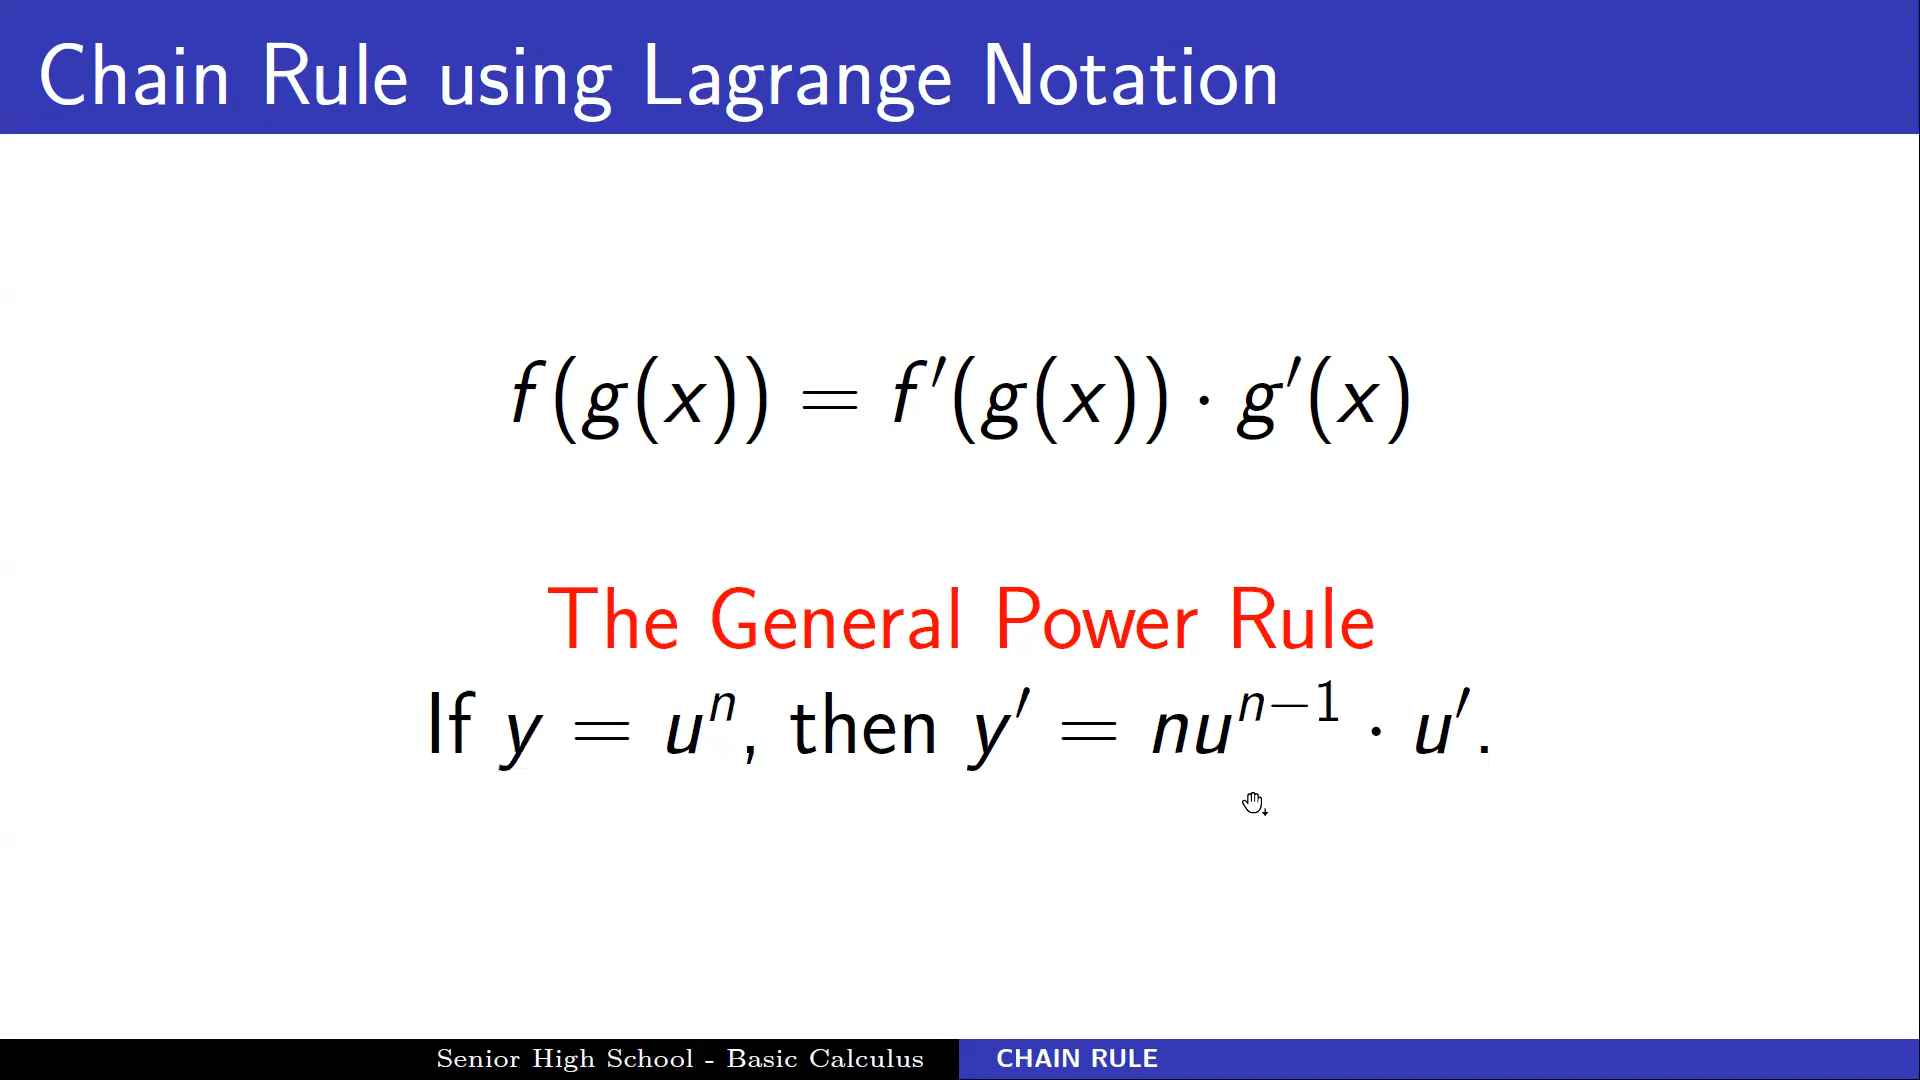 Chain Rule using Lagrange Notation
f(g(x)) = f′(g(x)) · g′(x)
The General Power Rule
If y = uⁿ, then y′ = nuⁿ⁻¹ · u′.
Senior High School - Basic Calculus CHAIN RULE